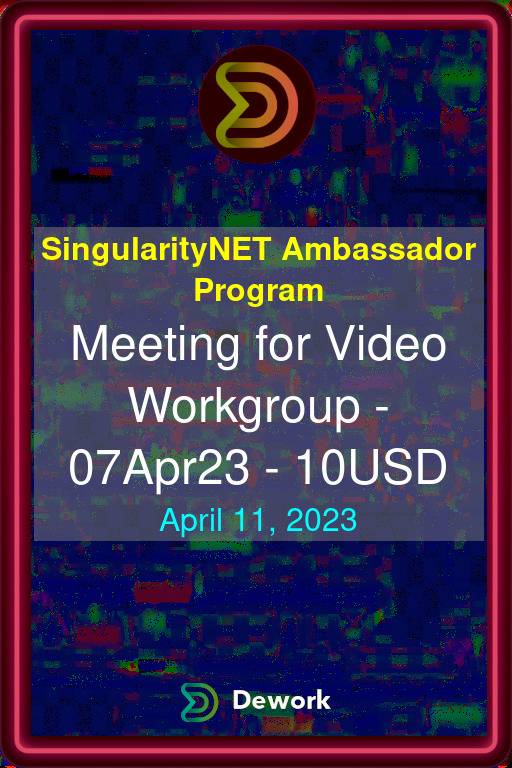 SingularityNET Ambassador
Program
Meeting for Video
Workgroup -
07Apr23 - 10USD
April 11, 2023
Dework